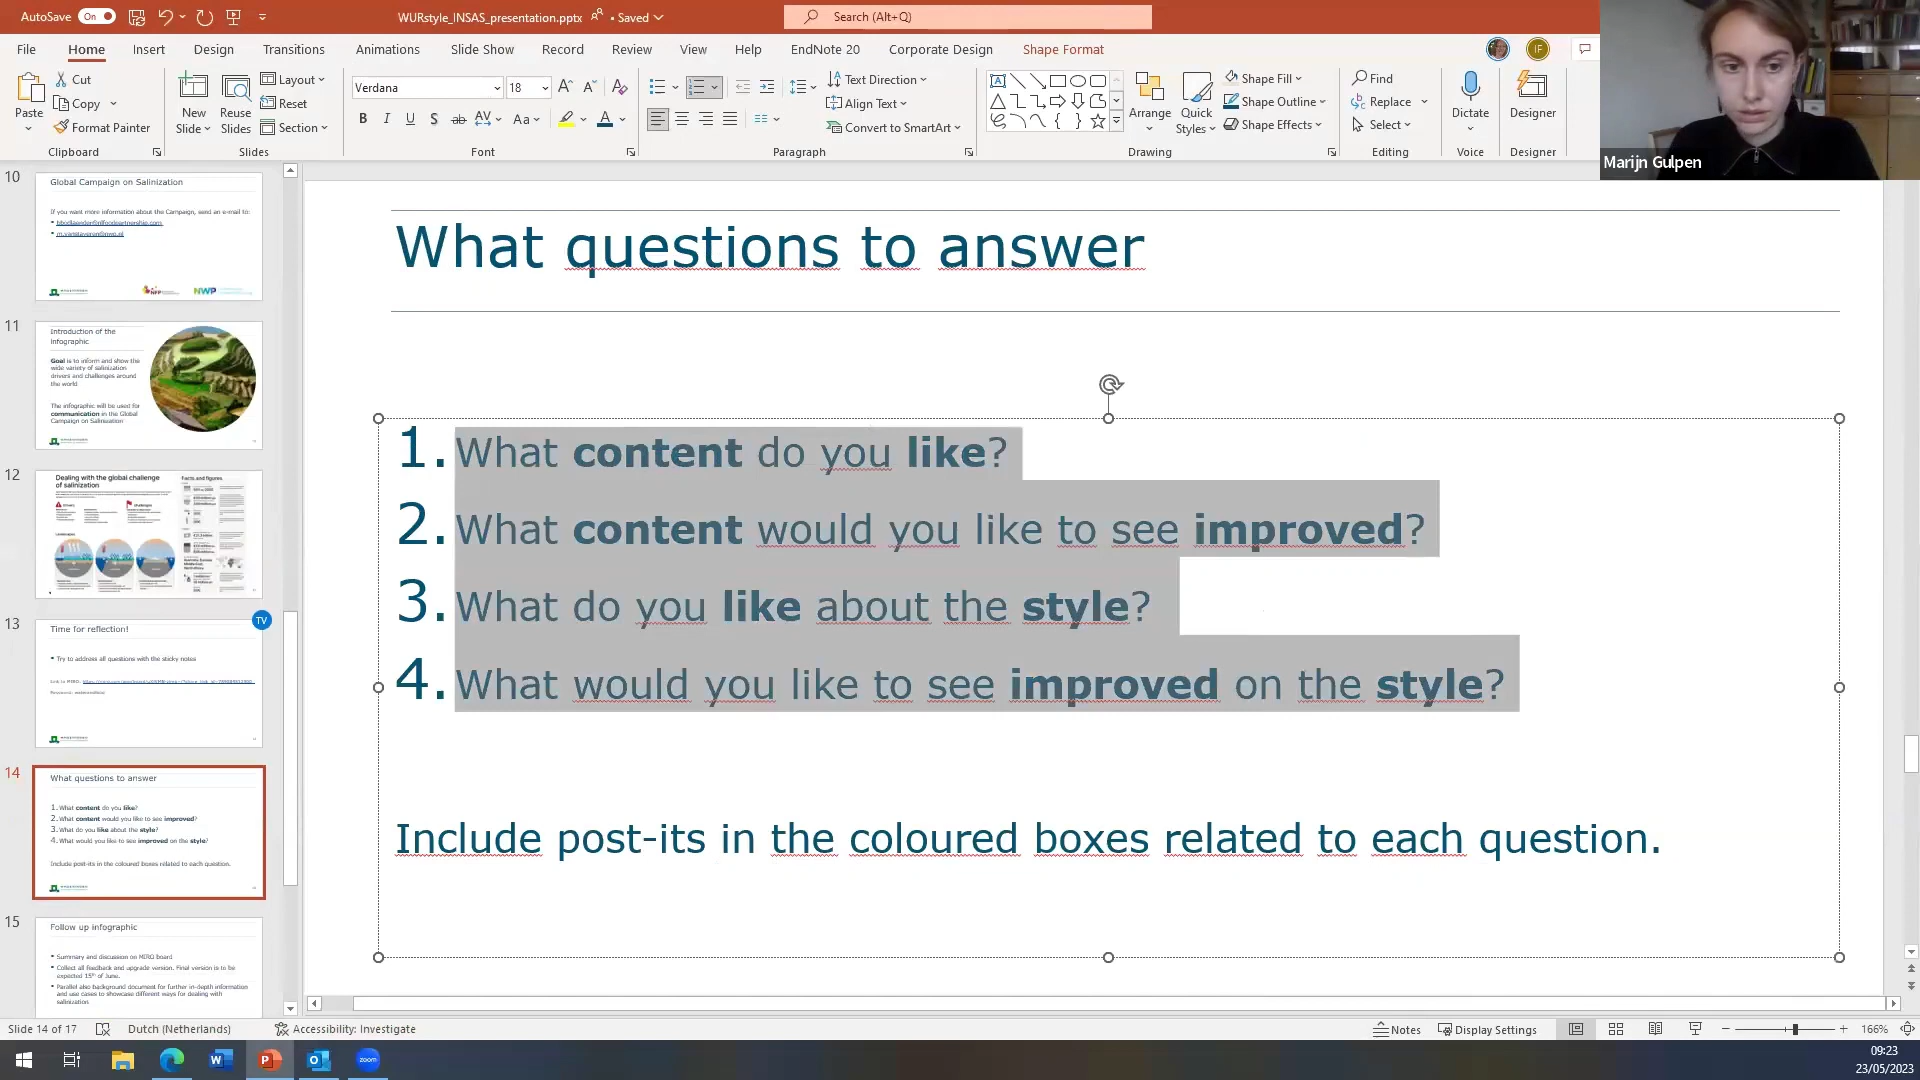 AutoSave On WURstyle_INSAS_presentation.pptx • Saved Search (Alt+Q)
File Home Insert Design Transitions Animations Slide Show Record Review View Help EndNote 20 Corporate Design Shape Format IF
Paste Cut Copy Format Painter
New Slide Reuse Slides Layout Reset Section
Verdana 18
Text Direction
Align Text
Convert to SmartArt
Arrange Quick Styles Shape Fill Shape Outline Shape Effects
Find Replace Select
Dictate Designer
Clipboard Slides Font Paragraph Drawing Editing Voice Designer
Marijn Gulpen
10
Global Campaign on Salinization
If you want more information about the Campaign, send an e-mail to:
NWP
11
Introduction of the infographic
Goal is to inform and show the
wide variety of salinization
drivers and challenges around
the world
The infographic will be used for
communication in the Global
Campaign on Salinisation
12
Dealing with the global challenge
of salinization
Facts and figures
13
TV
Time for reflection!
Try to address all questions with the sticky notes
14
What questions to answer
1. What content do you like?
2. What content would you like to see improved?
3. What do you like about the style?
4. What would you like to see improved on the style?
Include post-its in the coloured boxes related to each question.
15
Follow up infographic
Summary and discussion on MIRO board
Collect all feedback and upgrade version. Final version is to be
expected 15th of June.
Parallel also background document for further in-depth information
and use cases to showcase different ways for dealing with
salinization
What questions to answer
1. What content do you like?
2. What content would you like to see improved?
3. What do you like about the style?
4. What would you like to see improved on the style?
Include post-its in the coloured boxes related to each question.
Slide 14 of 17 Dutch (Netherlands) Accessibility: Investigate Notes Display Settings 166%
zoom
09:23
23/05/2023